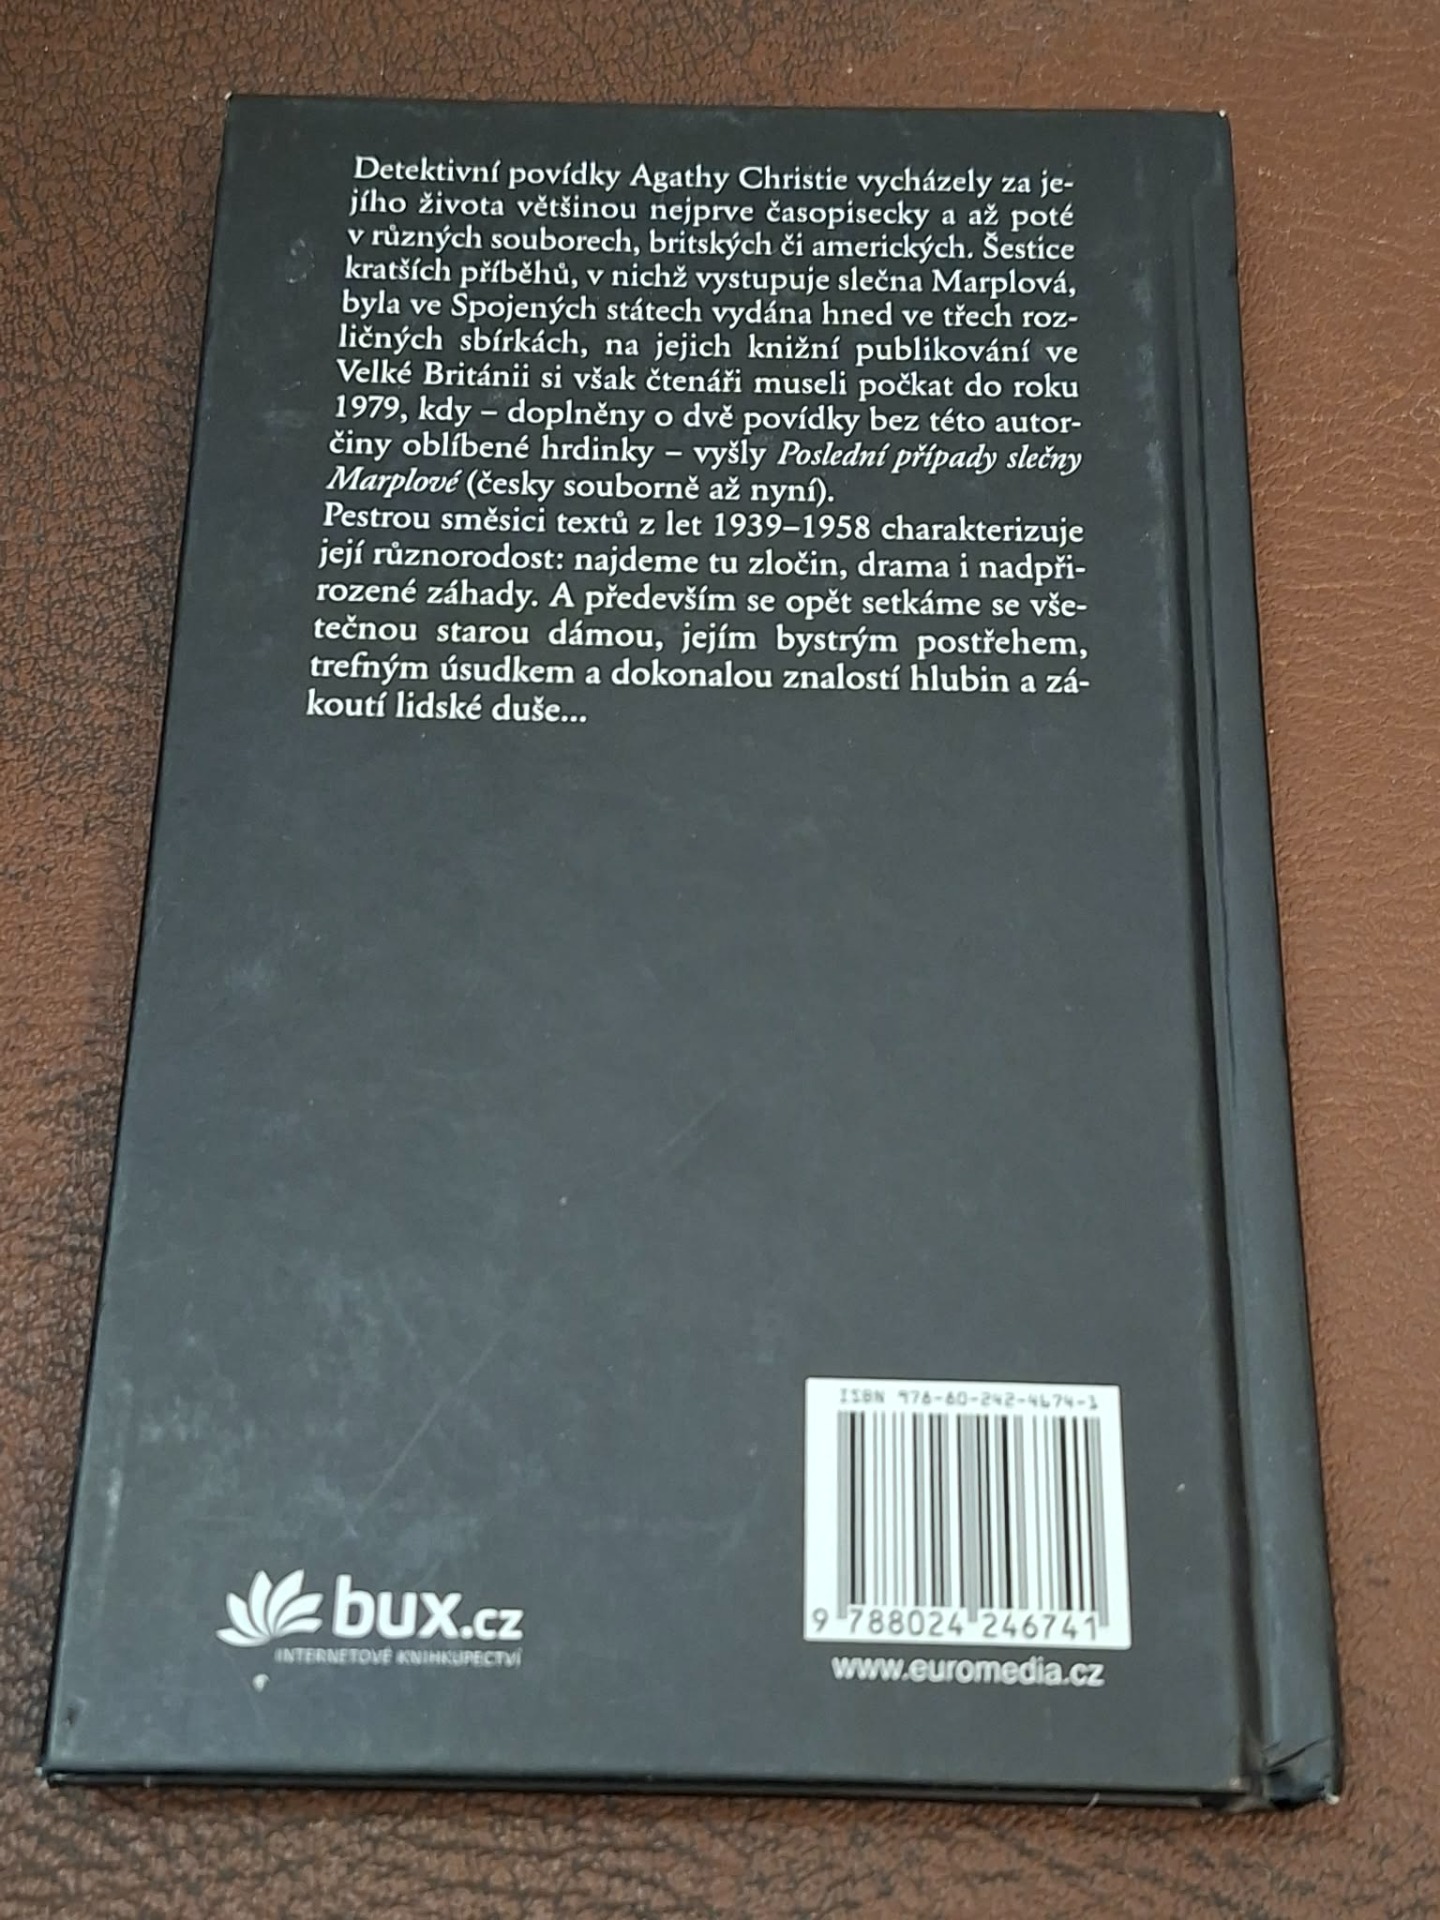 Detektivní povídky Agathy Christie vycházely za je-
jího života většinou nejprve časopisecky a až poté
v různých souborech, britských či amerických. Šestice
kratších příběhů, v nichž vystupuje slečna Marplová,
byla ve Spojených státech vydána hned ve třech roz-
ličných sbírkách, na jejich knižní publikování ve
Velké Británii si však čtenáři museli počkat do roku
1979, kdy – doplněny o dvě povídky bez této autor-
činy oblíbené hrdinky – vyšly Poslední případy slečny
Marplové (česky souborně až nyní).
Pestrou směsici textů z let 1939–1958 charakterizuje
její různorodost: najdeme tu zločin, drama i nadpři-
rozené záhady. A především se opět setkáme se vše-
tečnou starou dámou, jejím bystrým postřehem,
trefným úsudkem a dokonalou znalostí hlubin a zá-
koutí lidské duše...
ISBN 978-80-242-4674-1
9 788024 246741
www.euromedia.cz
bux.cz
INTERNETOVÉ KNIHKUPECTVÍ